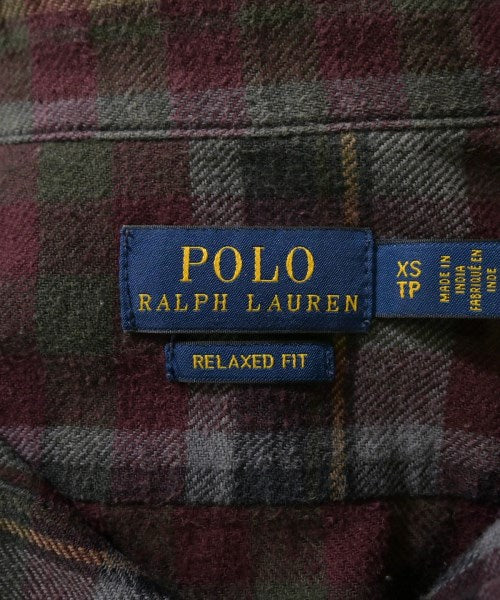 POLO
RALPH LAUREN
RELAXED FIT
XS
TP
MADE IN
INDIA
FABRIQUÉ EN
INDE